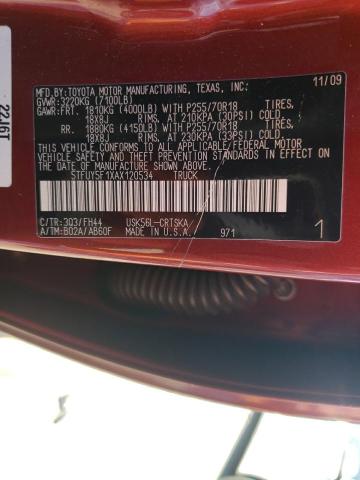 22J6T
MFD.BY:TOYOTA MOTOR MANUFACTURING, TEXAS, INC. 11/09
GVWR:3220KG (7100LB)
GAWR:FRT. 1810KG (4000LB) WITH P255/70R18 TIRES,
18X8J RIMS, AT 210KPA (30PSI) COLD
RR. 1880KG (4150LB) WITH P255/70R18 TIRES,
18X8J RIMS, AT 230KPA (33PSI) COLD
THIS VEHICLE CONFORMS TO ALL APPLICABLE FEDERAL MOTOR
VEHICLE SAFETY AND THEFT PREVENTION STANDARDS IN EFFECT
ON THE DATE OF MANUFACTURE SHOWN ABOVE.
5TFUY5F1XAX120534 TRUCK
C/TR:3Q3/FH44 USK56L-CRTSKA
A/TM:B02A/AB60F MADE IN U.S.A. 971 1